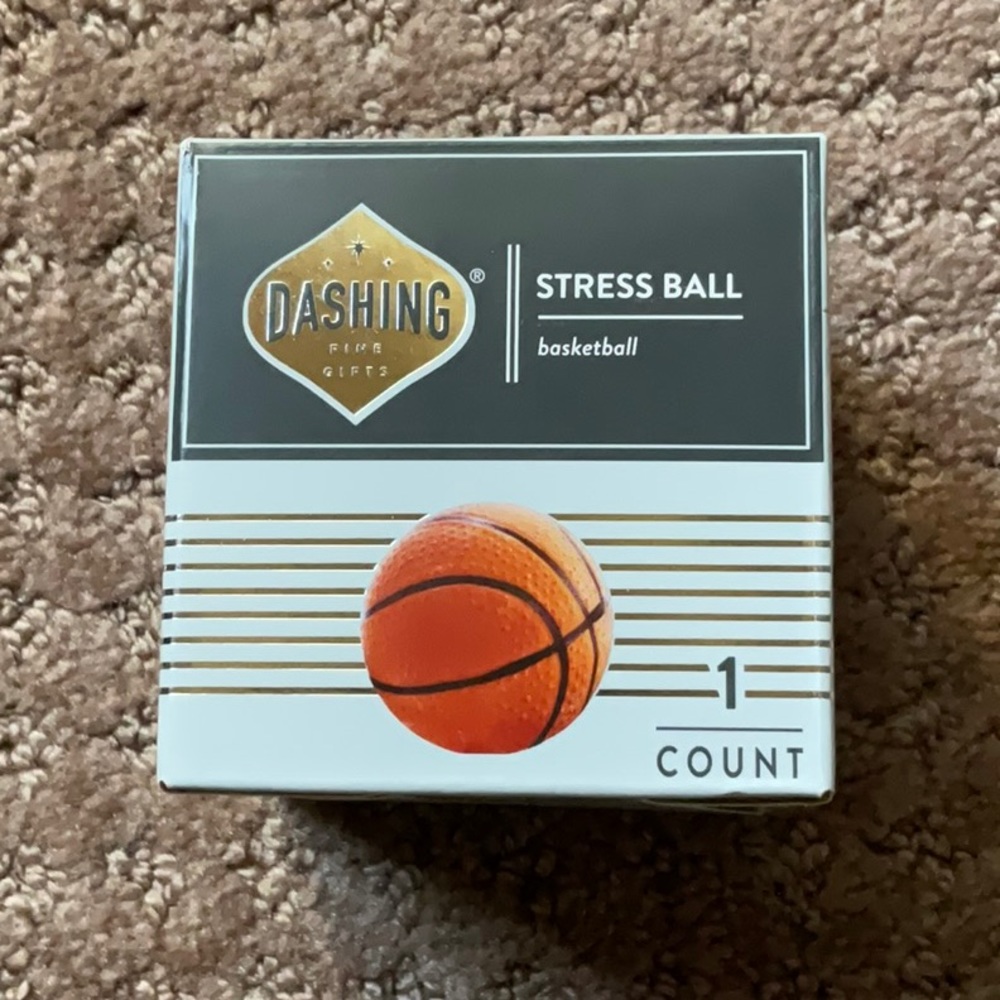 DASHING®
FINE
GIFTS
STRESS BALL
basketball
1
COUNT